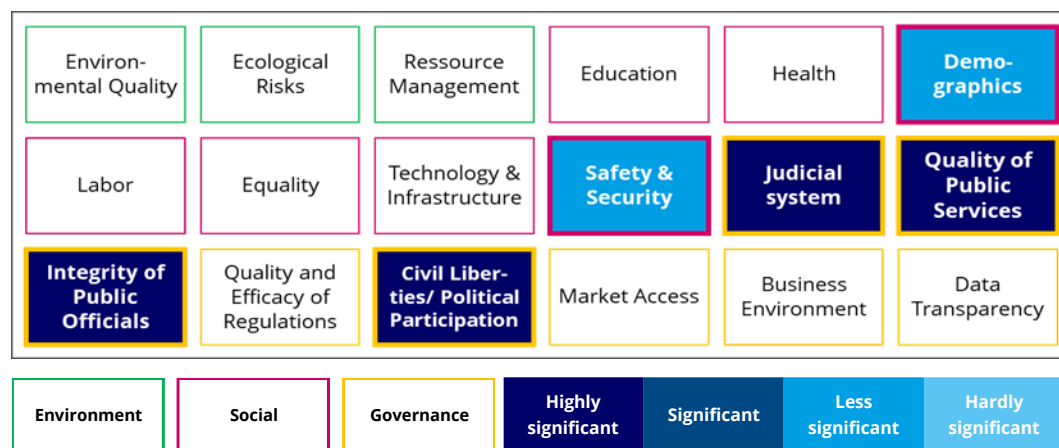 Environ-
mental Quality
Ecological
Risks
Ressource
Management
Education
Health
Demo-
graphics
Labor
Equality
Technology &
Infrastructure
Safety &
Security
Judicial
system
Quality of
Public
Services
Integrity of
Public
Officials
Quality and
Efficacy of
Regulations
Civil Liber-
ties/ Political
Participation
Market Access
Business
Environment
Data
Transparency
Environment
Social
Governance
Highly
significant
Significant
Less
significant
Hardly
significant